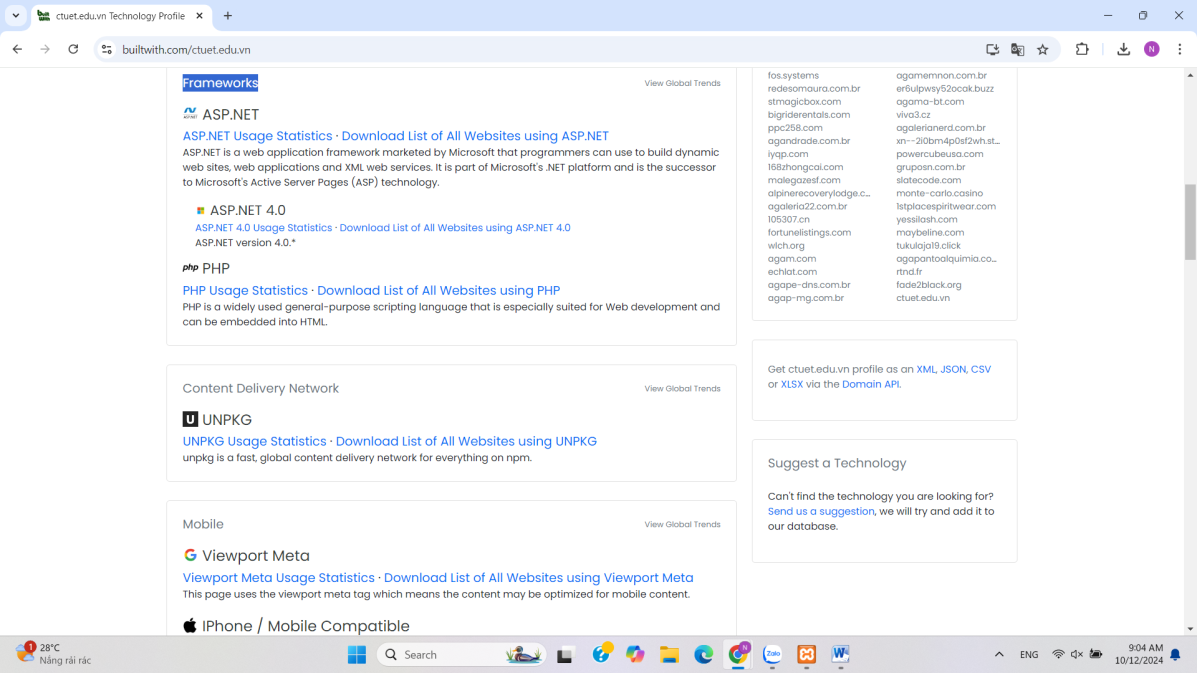 ctuet.edu.vn Technology Profile
builtwith.com/ctuet.edu.vn
N
Frameworks
View Global Trends
ASP.NET
ASP.NET Usage Statistics · Download List of All Websites using ASP.NET
ASP.NET is a web application framework marketed by Microsoft that programmers can use to build dynamic
web sites, web applications and XML web services. It is part of Microsoft's .NET platform and is the successor
to Microsoft's Active Server Pages (ASP) technology.
ASP.NET 4.0
ASP.NET 4.0 Usage Statistics · Download List of All Websites using ASP.NET 4.0
ASP.NET version 4.0.*
php PHP
PHP Usage Statistics · Download List of All Websites using PHP
PHP is a widely used general-purpose scripting language that is especially suited for Web development and
can be embedded into HTML.
Content Delivery Network
View Global Trends
U UNPKG
UNPKG Usage Statistics · Download List of All Websites using UNPKG
unpkg is a fast, global content delivery network for everything on npm.
Mobile
View Global Trends
Viewport Meta
Viewport Meta Usage Statistics · Download List of All Websites using Viewport Meta
This page uses the viewport meta tag which means the content may be optimized for mobile content.
IPhone / Mobile Compatible
fos.systems
redesomaura.com.br
stmagicbox.com
bigriderentals.com
ppc258.com
agandrade.com.br
iyqp.com
168zhongcai.com
malegazesf.com
alpinerecoverylodge.c...
agaleria22.com.br
105307.cn
fortunelistings.com
wlch.org
agam.com
echlat.com
agape-dns.com.br
agap-mg.com.br
agamemnon.com.br
er6ulpwsy52ocak.buzz
agama-bt.com
viva3.cz
agalerianerd.com.br
xn--2i0bm4p0sf2wh.st...
powercubeusa.com
gruposn.com.br
slatecode.com
monte-carlo.casino
1stplacespiritwear.com
yessilash.com
maybeline.com
tukulaja19.click
agapantoalquimia.co...
rtnd.fr
fade2black.org
ctuet.edu.vn
Get ctuet.edu.vn profile as an XML, JSON, CSV
or XLSX via the Domain API.
Suggest a Technology
Can't find the technology you are looking for?
Send us a suggestion, we will try and add it to
our database.
1
28°C
Nắng rải rác
Search
N
Zalo
W
ENG
9:04 AM
10/12/2024